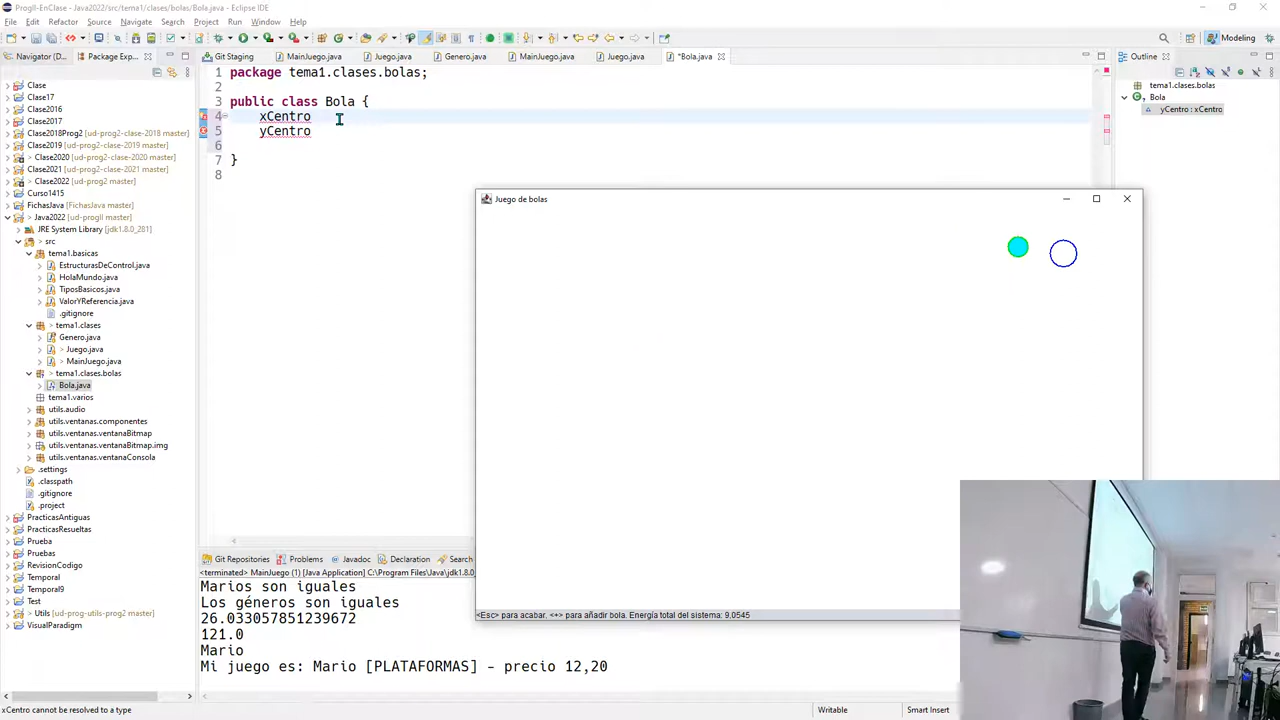 ProgII-EnClase - Java2022/src/tema1/clases/bolas/Bola.java - Eclipse IDE
File Edit Refactor Source Navigate Search Project Run Window Help
Modeling
Navigator (D...
Package Exp...
Git Staging
MainJuego.java
Juego.java
Genero.java
MainJuego.java
Juego.java
*Bola.java
Outline
Clase
Clase17
Clase2016
Clase2017
Clase2018Prog2 [ud-prog2-clase-2018 master]
Clase2019 [ud-prog2-clase-2019 master]
> Clase2020 [ud-prog2-clase-2020 master]
Clase2021 [ud-prog2-clase-2021 master]
> Clase2022 [ud-prog2 master]
Curso1415
FichasJava [ud-prog2 master]
> Java2022 [ud-progII master]
JRE System Library [jdk1.8.0_281]
> src
tema1.basicas
EstructurasDeControl.java
HolaMundo.java
TiposBasicos.java
ValorYReferencia.java
.gitignore
> tema1.clases
Genero.java
> Juego.java
> MainJuego.java
> tema1.clases.bolas
Bola.java
tema1.varios
utils.audio
utils.ventanas.componentes
utils.ventanas.ventanaBitmap
utils.ventanas.ventanaBitmap.img
utils.ventanas.ventanaConsola
.settings
.classpath
.gitignore
.project
PracticasAntiguas
PracticasResueltas
Prueba
Pruebas
RevisionCodigo
Temporal
Temporal9
Test
> Utils [ud-prog-utils-prog2 master]
VisualParadigm
1 package tema1.clases.bolas;
2
3 public class Bola {
4 xCentro
5 yCentro
6
7 }
8
tema1.clases.bolas
Bola
yCentro : xCentro
Juego de bolas
<Esc> para acabar, <+> para añadir bola. Energía total del sistema: 9,0545
Git Repositories
Problems
Javadoc
Declaration
Search
<terminated> MainJuego (1) [Java Application] C:\Program Files\Java\jdk1.8.0_
Marios son iguales
Los géneros son iguales
26.033057851239672
121.0
Mario
Mi juego es: Mario [PLATAFORMAS] - precio 12,20
xCentro cannot be resolved to a type
Writable
Smart Insert